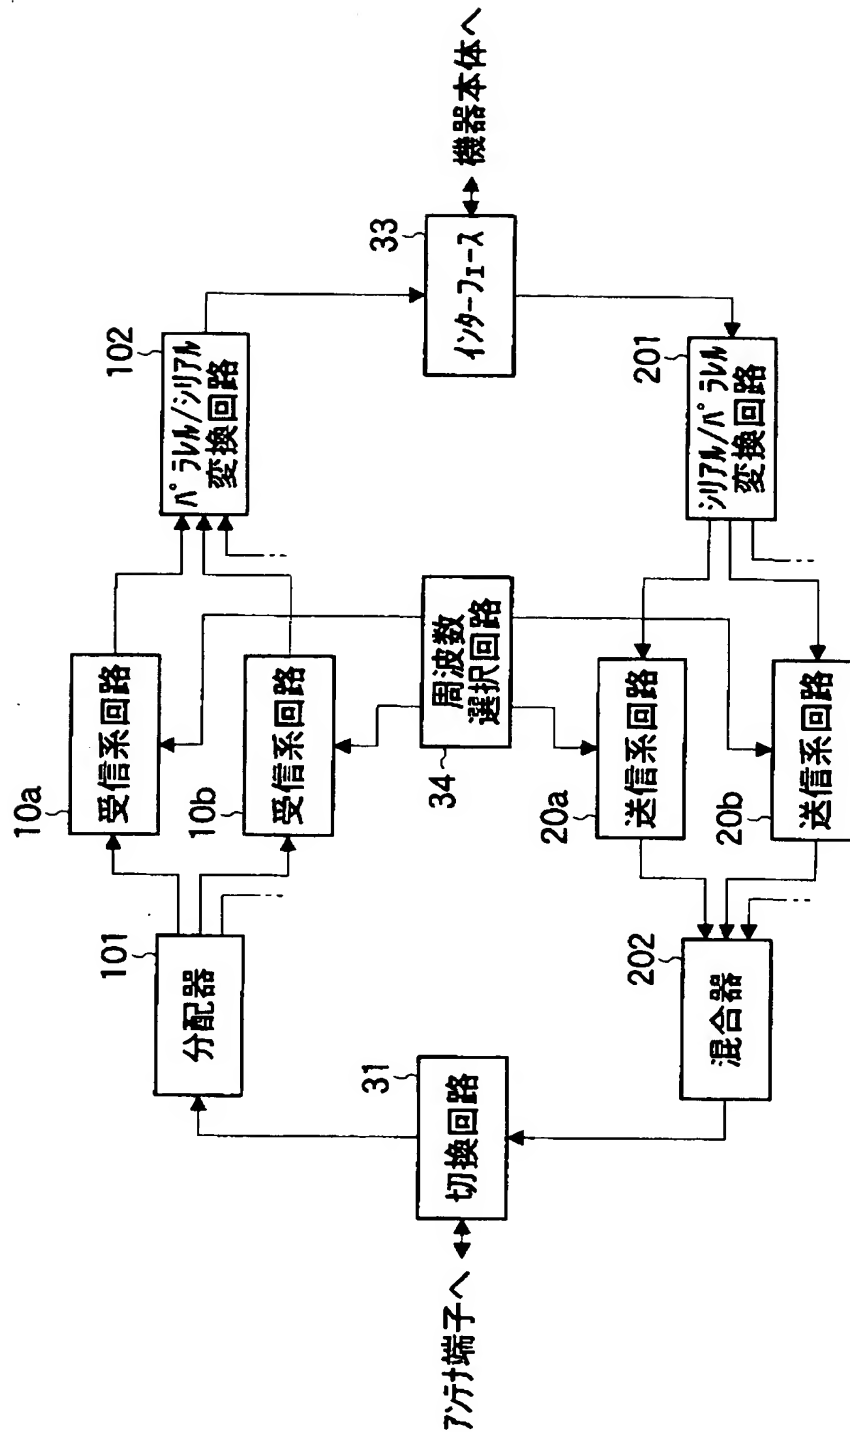 アンテナ端子へ
31
切換回路
101
分配器
10a
受信系回路
10b
受信系回路
102
パラレル/シリアル
変換回路
33
インターフェース
機器本体へ
34
周波数
選択回路
202
混合器
20a
送信系回路
20b
送信系回路
201
シリアル/パラレル
変換回路